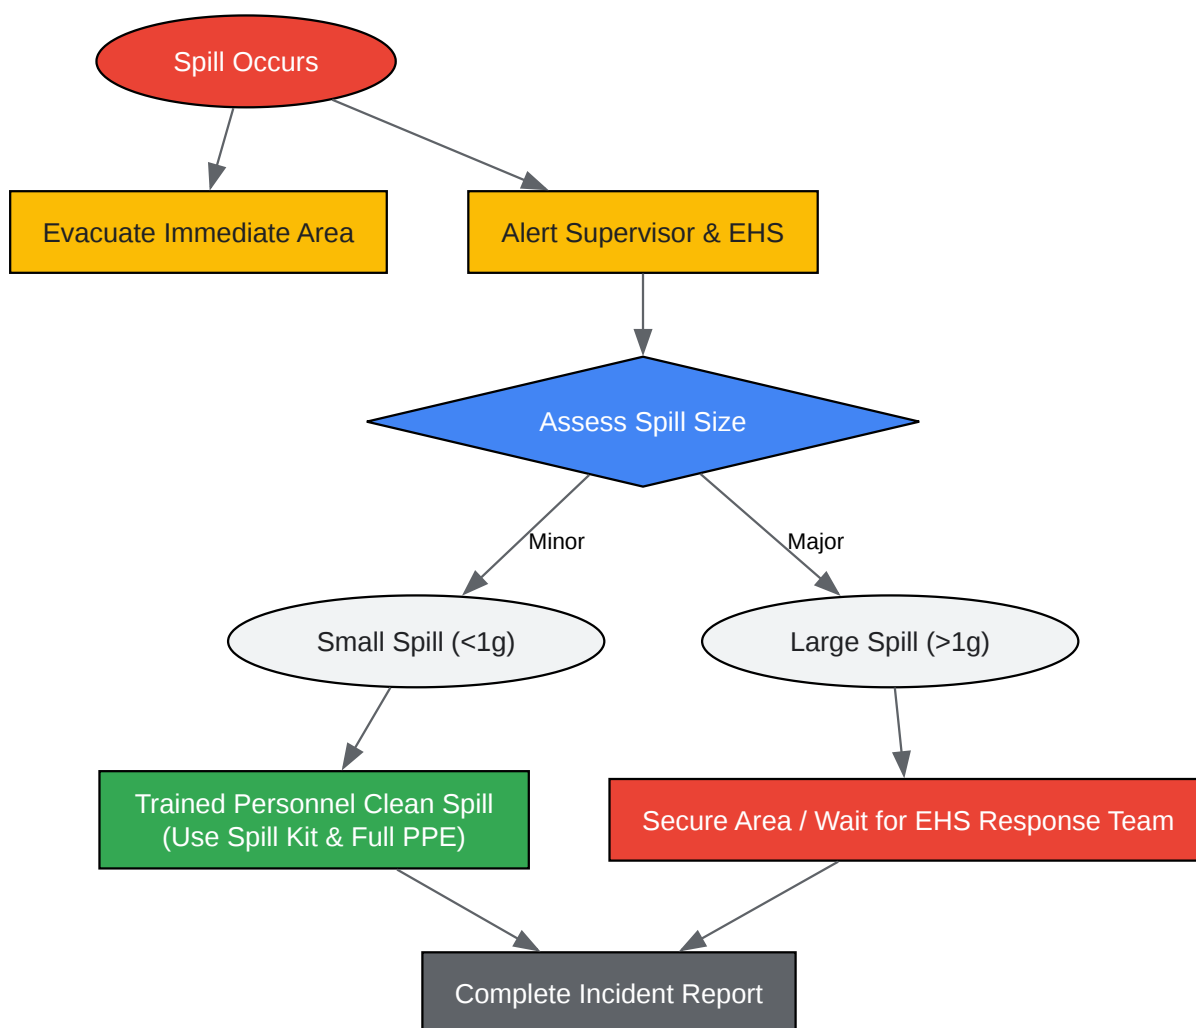 Spill Occurs
Evacuate Immediate Area
Alert Supervisor & EHS
Assess Spill Size
Minor
Major
Small Spill (<1g)
Large Spill (>1g)
Trained Personnel Clean Spill
(Use Spill Kit & Full PPE)
Secure Area / Wait for EHS Response Team
Complete Incident Report